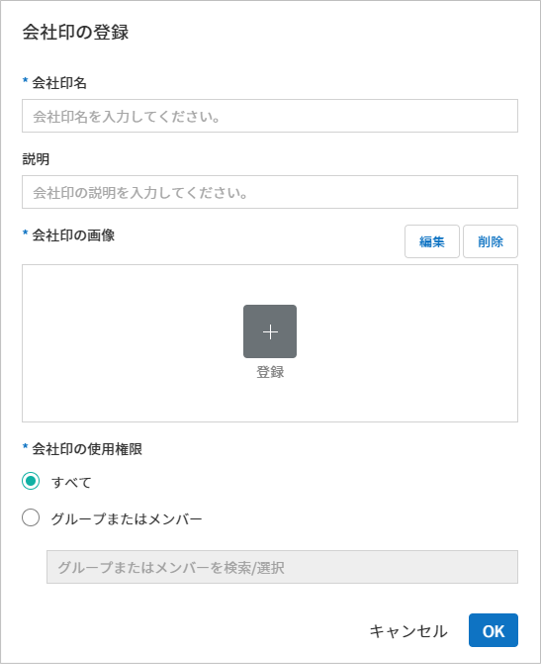 会社印の登録
* 会社印名
会社印名を入力してください。
説明
会社印の説明を入力してください。
* 会社印の画像
編集
削除
+
登録
* 会社印の使用権限
すべて
グループまたはメンバー
グループまたはメンバーを検索/選択
キャンセル
OK